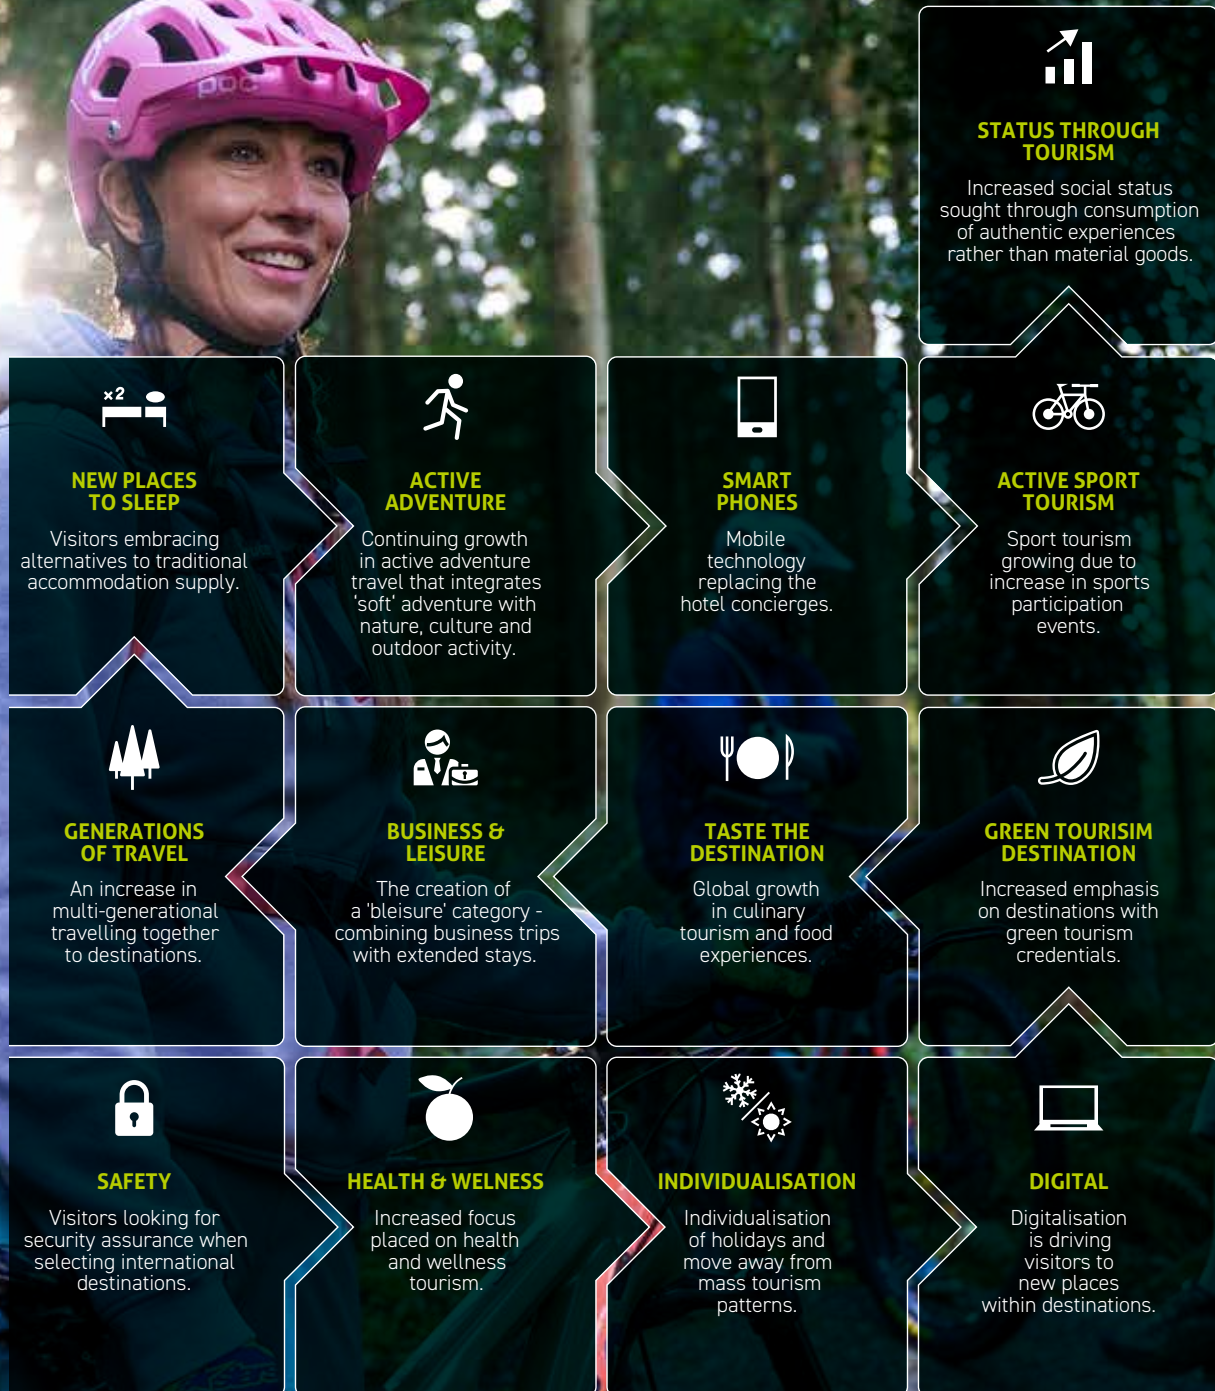 poc
STATUS THROUGH
TOURISM
Increased social status
sought through consumption
of authentic experiences
rather than material goods.
x2
NEW PLACES
TO SLEEP
Visitors embracing
alternatives to traditional
accommodation supply.
ACTIVE
ADVENTURE
Continuing growth
in active adventure
travel that integrates
‘soft‘ adventure with
nature, culture and
outdoor activity.
SMART
PHONES
Mobile
technology
replacing the
hotel concierges.
ACTIVE SPORT
TOURISM
Sport tourism
growing due to
increase in sports
participation
events.
GENERATIONS
OF TRAVEL
An increase in
multi-generational
travelling together
to destinations.
BUSINESS &
LEISURE
The creation of
a 'bleisure' category -
combining business trips
with extended stays.
TASTE THE
DESTINATION
Global growth
in culinary
tourism and food
experiences.
GREEN TOURISIM
DESTINATION
Increased emphasis
on destinations with
green tourism
credentials.
SAFETY
Visitors looking for
security assurance when
selecting international
destinations.
HEALTH & WELNESS
Increased focus
placed on health
and wellness
tourism.
INDIVIDUALISATION
Individualisation
of holidays and
move away from
mass tourism
patterns.
DIGITAL
Digitalisation
is driving
visitors to
new places
within destinations.